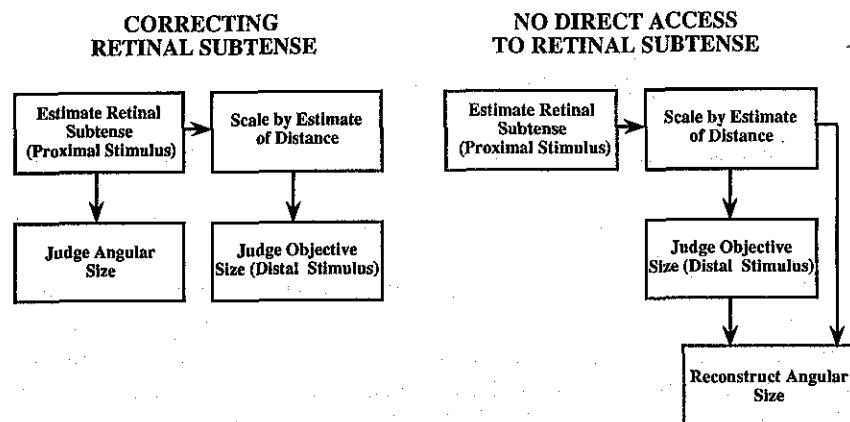 CORRECTING
RETINAL SUBTENSE
Estimate Retinal
Subtense
(Proximal Stimulus)
Scale by Estimate
of Distance
Judge Angular
Size
Judge Objective
Size (Distal Stimulus)
NO DIRECT ACCESS
TO RETINAL SUBTENSE
Estimate Retinal
Subtense
(Proximal Stimulus)
Scale by Estimate
of Distance
Judge Objective
Size (Distal Stimulus)
Reconstruct Angular
Size